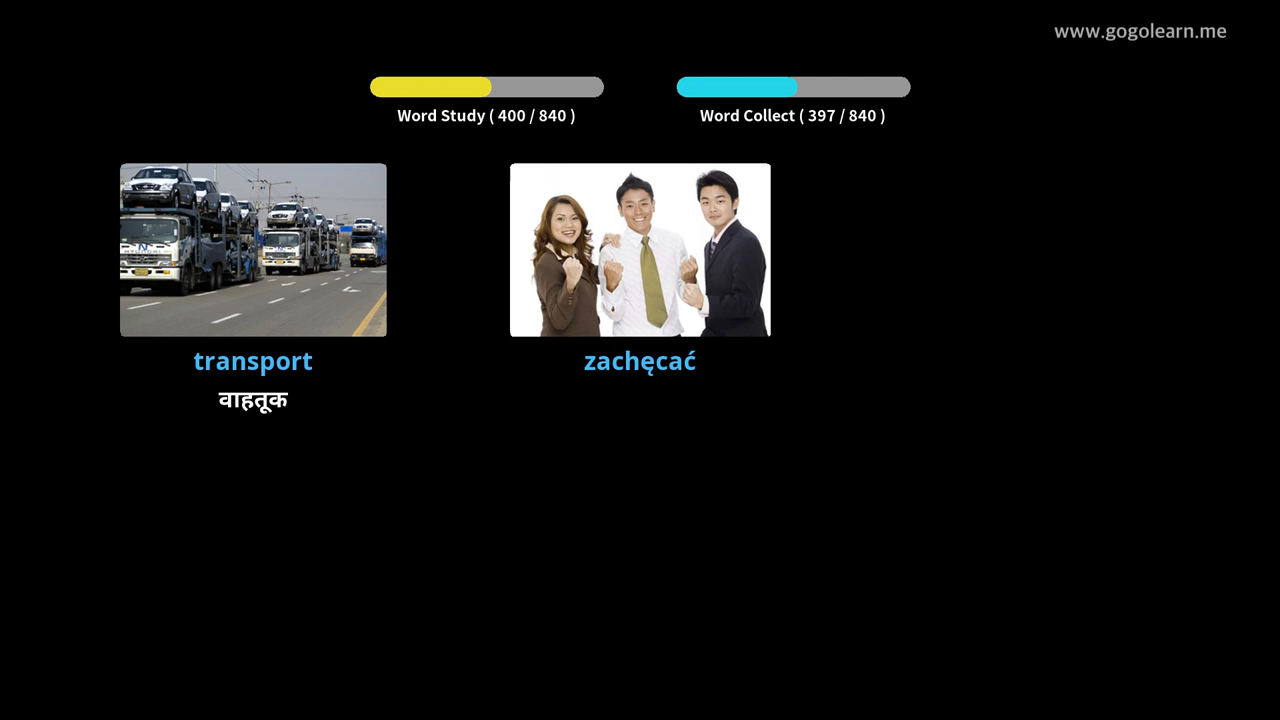 www.gogolearn.me
Word Study ( 400 / 840 )
Word Collect ( 397 / 840 )
transport
zachęcać
वाहतूक